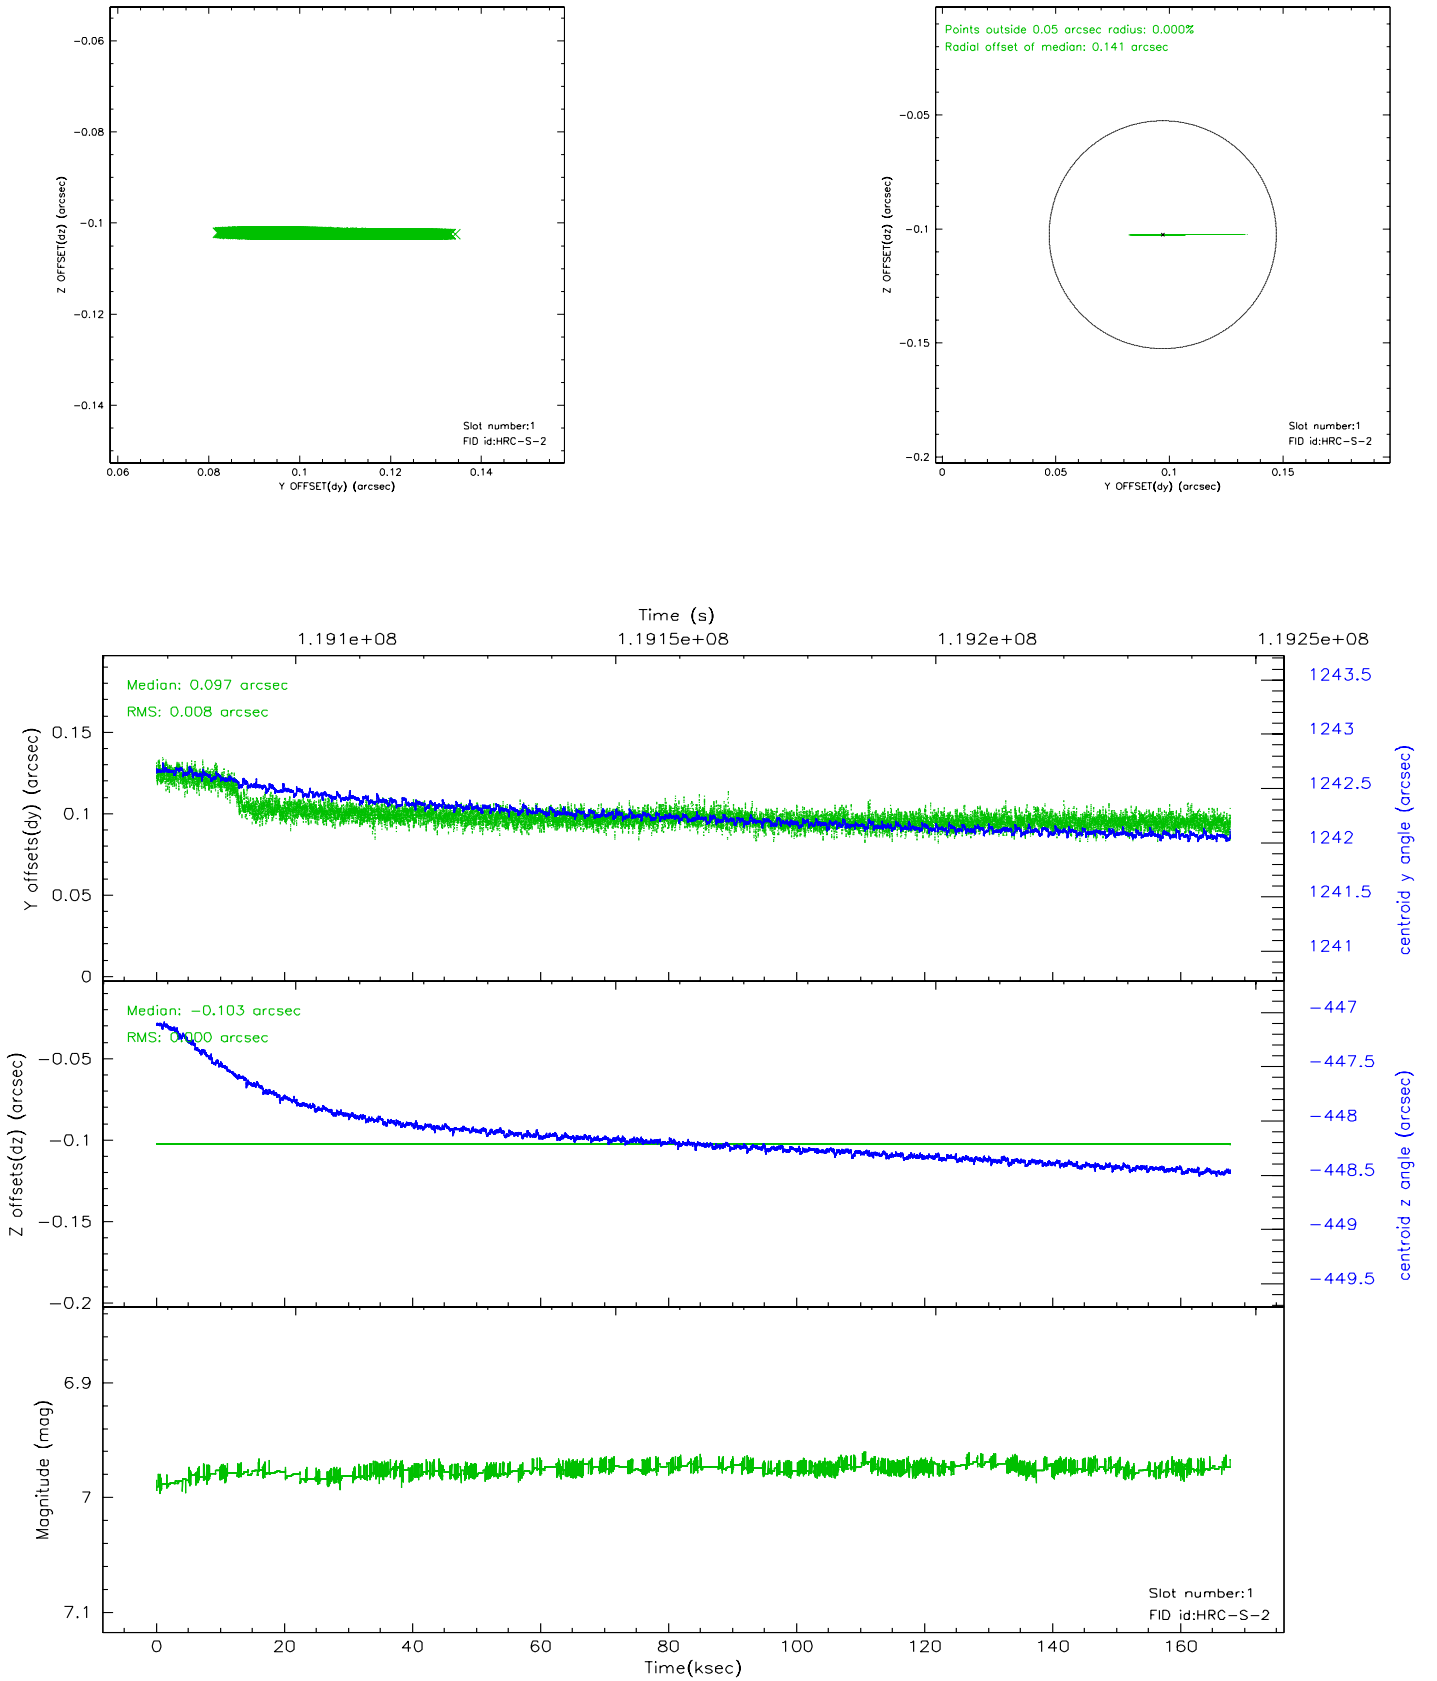 -0.06
-0.08
-0.1
-0.12
-0.14
Z OFFSET(dz) (arcsec)
Slot number:1
FID id:HRC-S-2
0.06 0.08 0.1 0.12 0.14
Y OFFSET(dy) (arcsec)
Points outside 0.05 arcsec radius: 0.000%
Radial offset of median: 0.141 arcsec
-0.05
-0.1
-0.15
-0.2
Z OFFSET(dz) (arcsec)
Slot number:1
FID id:HRC-S-2
0 0.05 0.1 0.15
Y OFFSET(dy) (arcsec)
Time (s)
1.191e+08 1.1915e+08 1.192e+08 1.1925e+08
Median: 0.097 arcsec
RMS: 0.008 arcsec
0.15
0.1
0.05
0
Y offsets(dy) (arcsec)
1243.5
1243
1242.5
1242
1241.5
1241
centroid y angle (arcsec)
Median: -0.103 arcsec
RMS: 0.000 arcsec
-0.05
-0.1
-0.15
-0.2
Z offsets(dz) (arcsec)
-447
-447.5
-448
-448.5
-449
-449.5
centroid z angle (arcsec)
6.9
7
7.1
Magnitude (mag)
Slot number:1
FID id:HRC-S-2
0 20 40 60 80 100 120 140 160
Time(ksec)